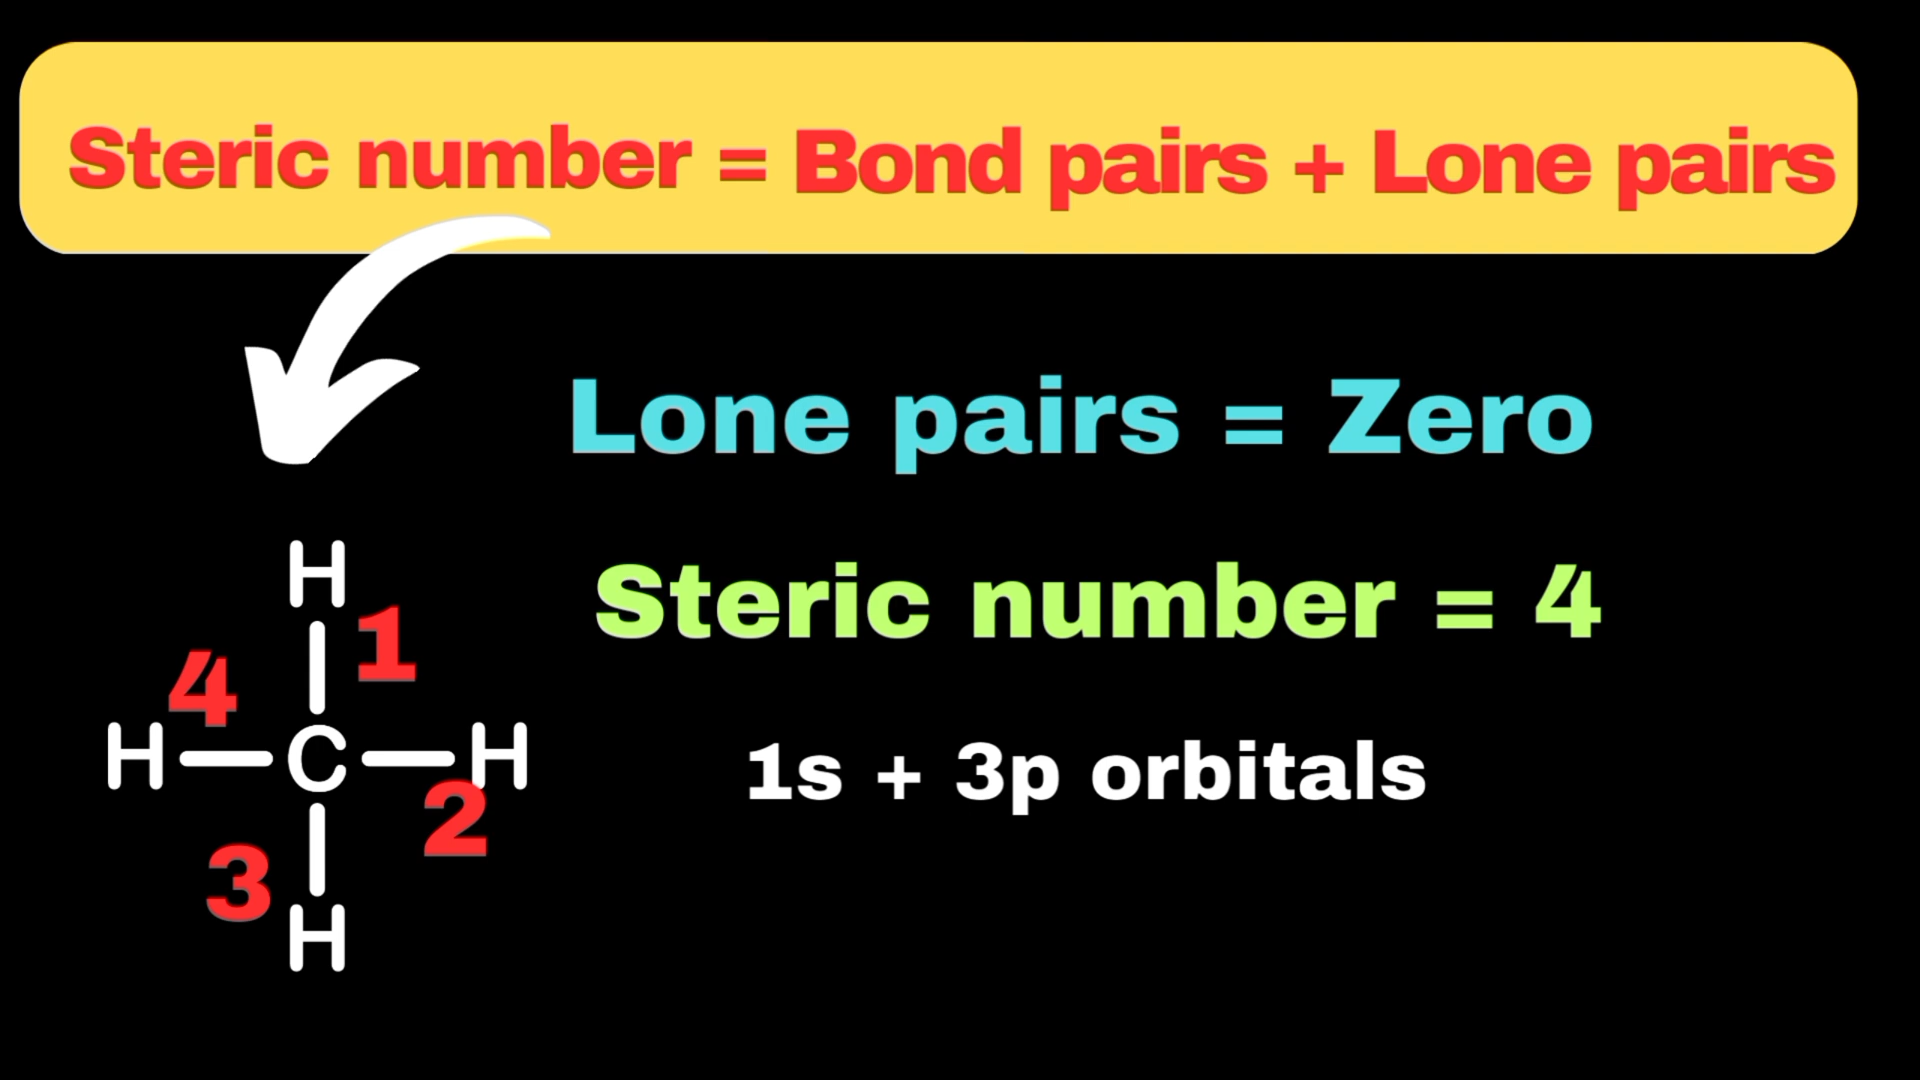 Steric number = Bond pairs + Lone pairs
Lone pairs = Zero
Steric number = 4
1s + 3p orbitals
H
1
4
H C H
2
3
H